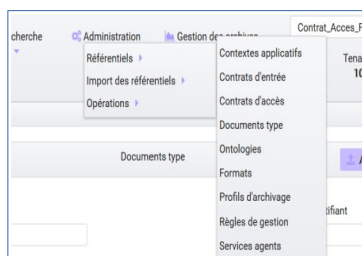 cherche
Administration
Gestion des archives
Contrat_Acces_
Référentiels
Import des référentiels
Opérations
Contextes applicatifs
Contrats d'entrée
Contrats d'accès
Documents type
Ontologies
Formats
Profils d'archivage
Règles de gestion
Services agents
Tena
10
Documents type
tifiant